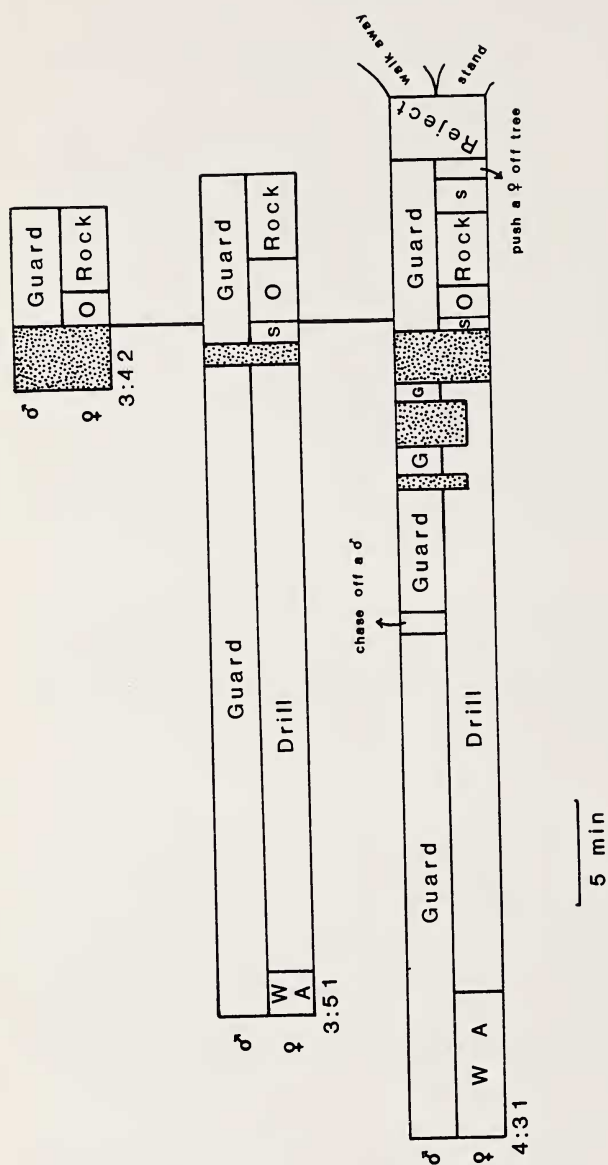 ♂
♀
3:42
Guard
O Rock
♂
♀
3:51
Guard
W A
Drill
Guard
s O Rock
♂
♀
4:31
Guard
W A
Drill
chase off a ♂
Guard
G
G
Guard
s O Rock s
push a ♀ off tree
Reject
walk away
stand
5 min